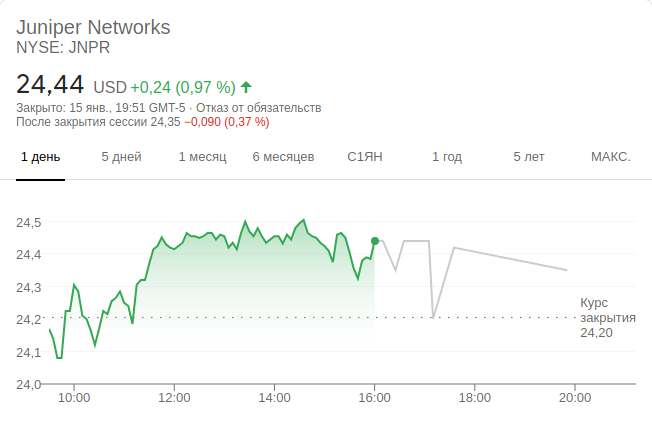 Juniper Networks
NYSE: JNPR
24,44 USD +0,24 (0,97 %)
Закрыто: 15 янв., 19:51 GMT-5 · Отказ от обязательств
После закрытия сессии 24,35 −0,090 (0,37 %)
1 день 5 дней 1 месяц 6 месяцев С1ЯН 1 год 5 лет МАКС.
24,5
24,4
24,3
Курс
24,2 закрытия
24,20
24,1
24,0
10:00 12:00 14:00 16:00 18:00 20:00